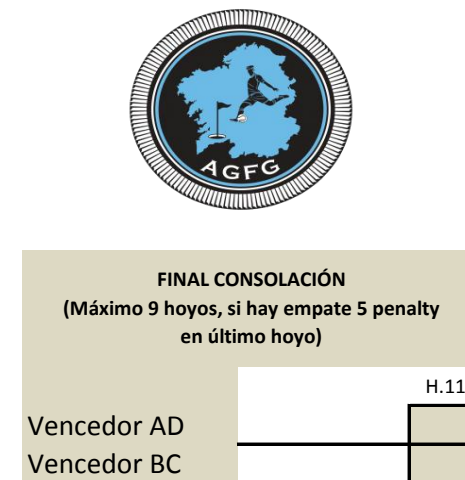 AGFG
FINAL CONSOLACIÓN
(Máximo 9 hoyos, si hay empate 5 penalty
en último hoyo)
H.11
Vencedor AD
Vencedor BC